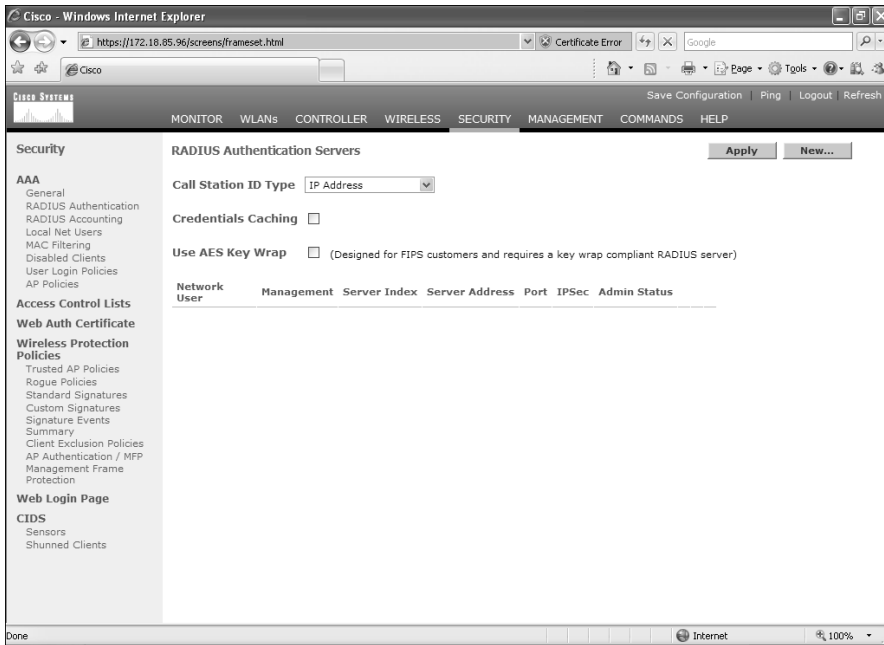 Cisco - Windows Internet Explorer
https://172.18.85.96/screens/frameset.html
Certificate Error
Google
Cisco
Page
Tools
CISCO SYSTEMS
Save Configuration | Ping | Logout | Refresh
MONITOR WLANs CONTROLLER WIRELESS SECURITY MANAGEMENT COMMANDS HELP
Security
AAA
General
RADIUS Authentication
RADIUS Accounting
Local Net Users
MAC Filtering
Disabled Clients
User Login Policies
AP Policies
Access Control Lists
Web Auth Certificate
Wireless Protection
Policies
Trusted AP Policies
Rogue Policies
Standard Signatures
Custom Signatures
Signature Events
Summary
Client Exclusion Policies
AP Authentication / MFP
Management Frame
Protection
Web Login Page
CIDS
Sensors
Shunned Clients
RADIUS Authentication Servers
Apply
New...
Call Station ID Type IP Address
Credentials Caching
Use AES Key Wrap (Designed for FIPS customers and requires a key wrap compliant RADIUS server)
Network
User Management Server Index Server Address Port IPSec Admin Status
Done
Internet
100%